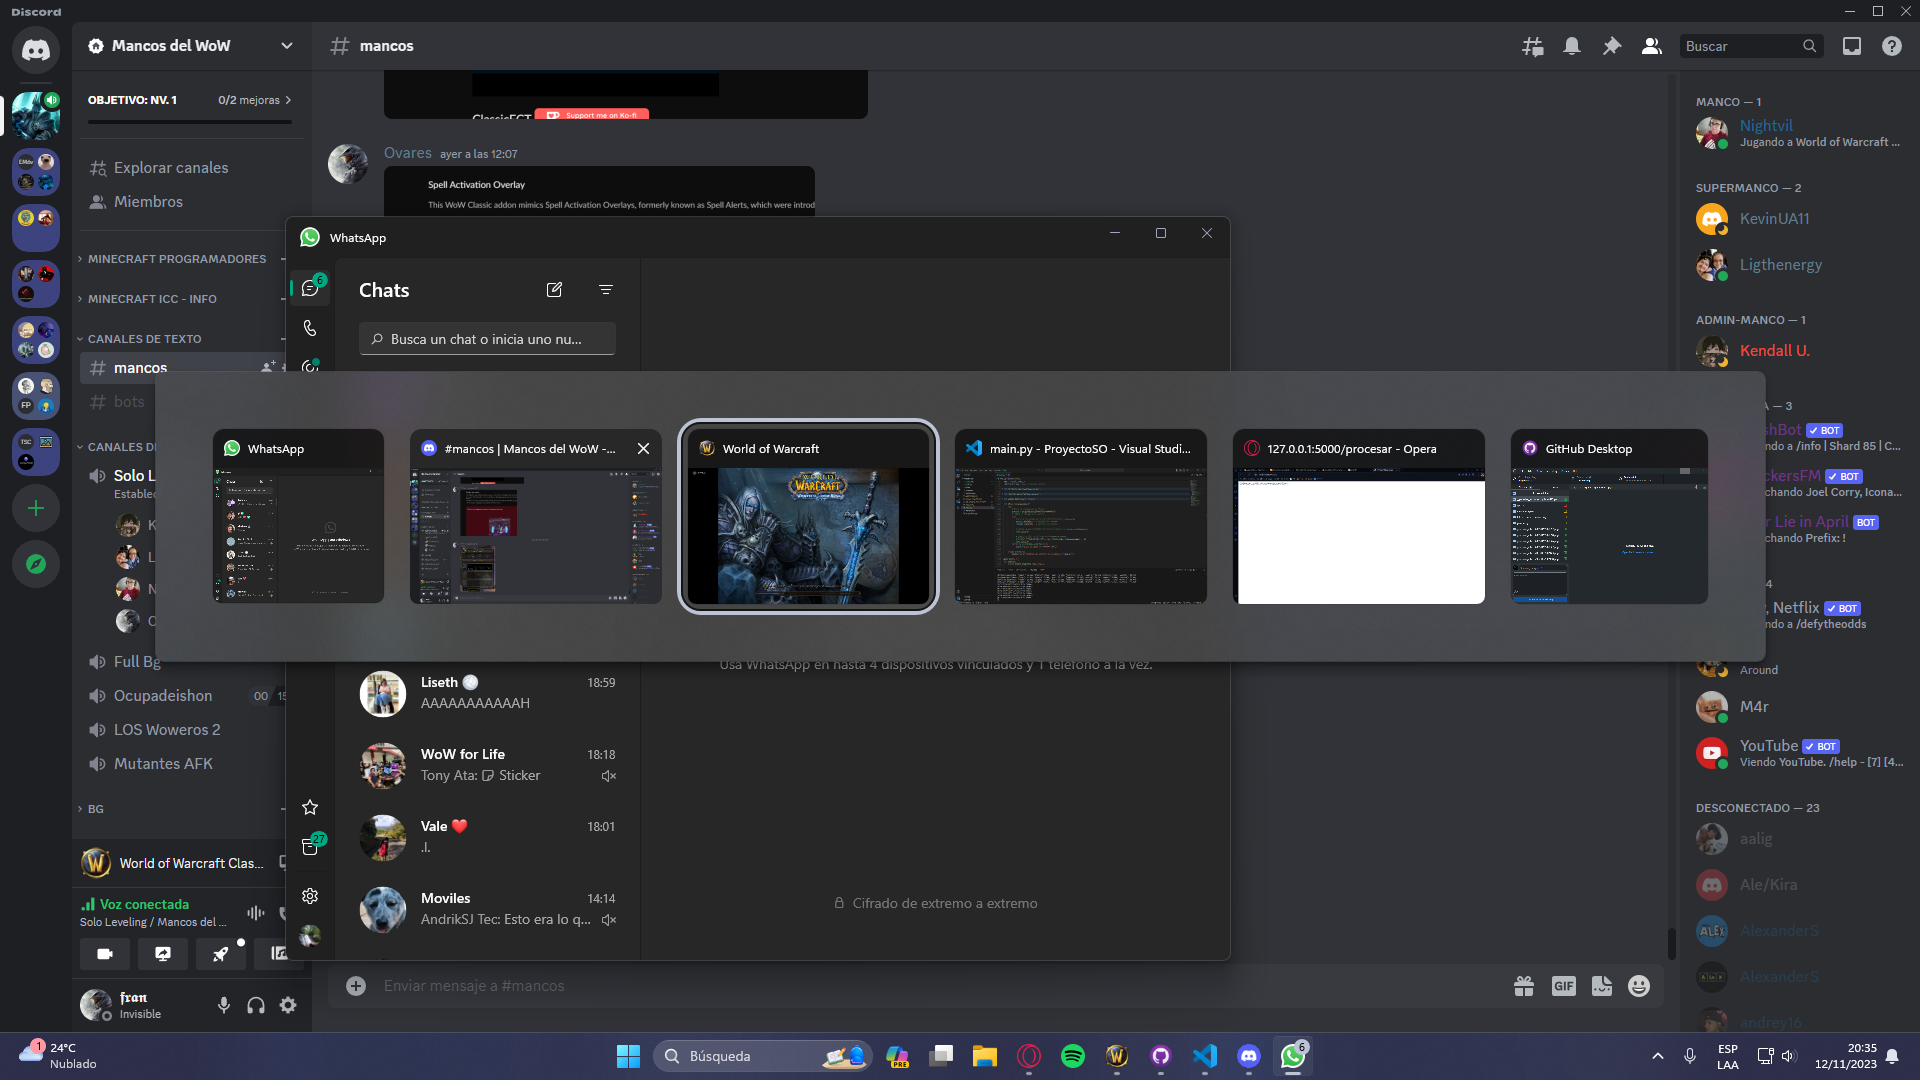 Discord
Mancos del WoW
mancos
Buscar
OBJETIVO: NV. 1
0/2 mejoras
Explorar canales
Miembros
MINECRAFT PROGRAMADORES
MINECRAFT ICC - INFO
CANALES DE TEXTO
mancos
bots
CANALES DE
Solo L
Full Bg
Ocupadeishon
00
LOS Woweros 2
Mutantes AFK
BG
World of Warcraft Clas...
Voz conectada
Solo Leveling / Mancos del ...
fran
Invisible
Support me on Ko-fi
Ovares
ayer a las 12:07
Spell Activation Overlay
This WoW Classic addon mimics Spell Activation Overlays, formerly known as Spell Alerts, which were introd
WhatsApp
6
Chats
Busca un chat o inicia uno nu...
WhatsApp
#mancos | Mancos del WoW -...
World of Warcraft
main.py - ProyectoSO - Visual Studi...
127.0.0.1:5000/procesar - Opera
GitHub Desktop
WARCRAFT
Usa WhatsApp en hasta 4 dispositivos vinculados y 1 teléfono a la vez.
Liseth
18:59
AAAAAAAAAAAH
WoW for Life
18:18
Tony Ata: Sticker
Vale
18:01
.l.
Moviles
14:14
AndrikSJ Tec: Esto era lo q...
27
Cifrado de extremo a extremo
Enviar mensaje a #mancos
GIF
MANCO — 1
Nightvil
Jugando a World of Warcraft ...
SUPERMANCO — 2
KevinUA11
Ligthenergy
ADMIN-MANCO — 1
Kendall U.
— 3
BOT
/info | Shard 85 | C...
ckersFM
BOT
chando Joel Corry, Icona...
r Lie in April
BOT
chando Prefix: !
4
, Netflix
BOT
ndo a /defytheodds
Around
M4r
YouTube
BOT
Viendo YouTube. /help - [7] [4...
DESCONECTADO — 23
aalig
Ale/Kira
AlexanderS
AlexanderS
andrey16
FP
TSC
1
24°C
Nublado
Búsqueda
PRE
6
ESP
LAA
20:35
12/11/2023